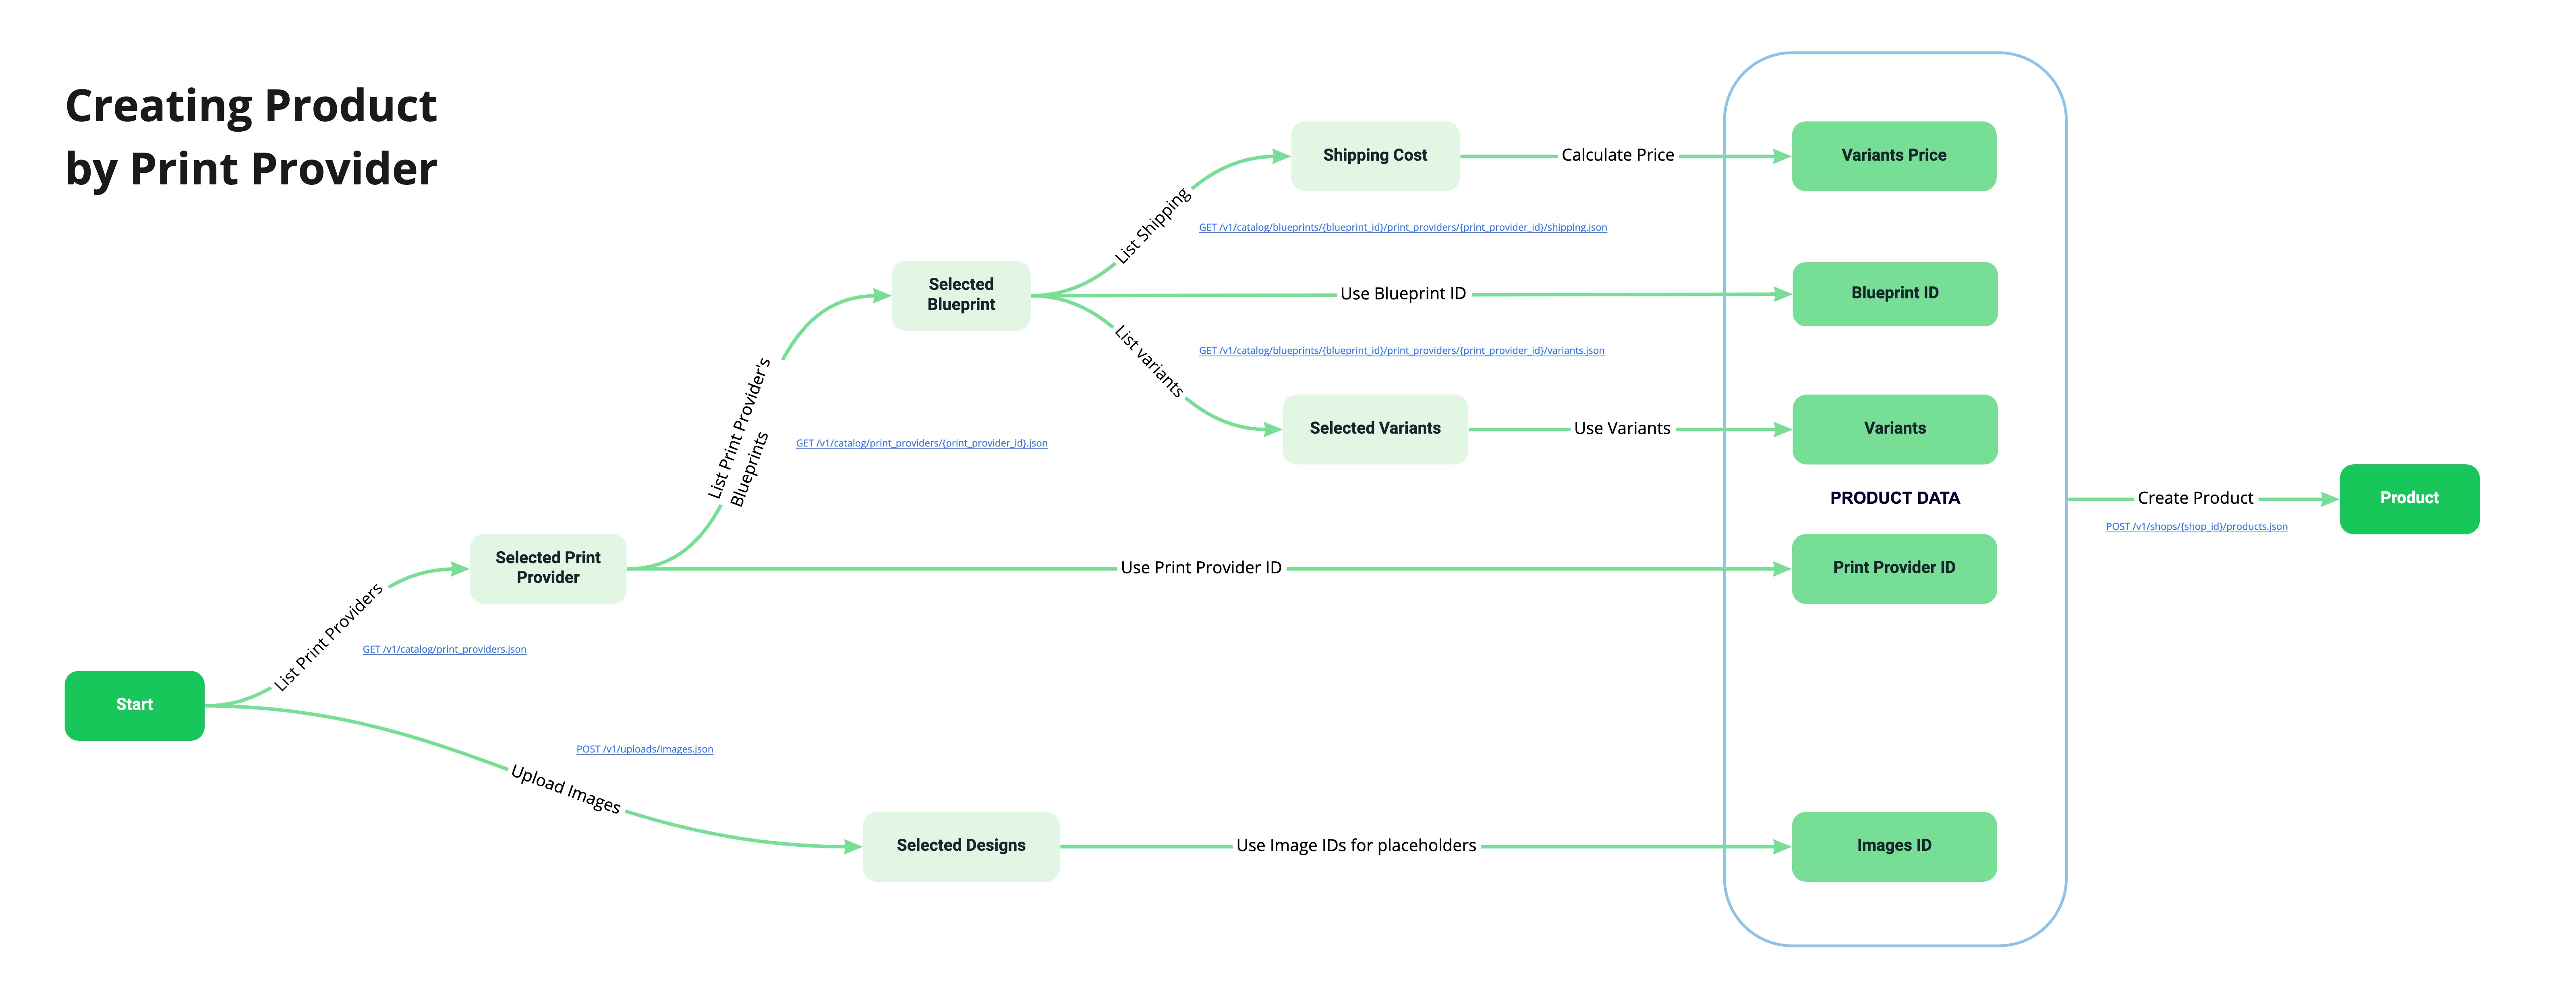 Creating Product
by Print Provider
Shipping Cost
Calculate Price
Variants Price
List Shipping
GET /v1/catalog/blueprints/{blueprint_id}/print_providers/{print_provider_id}/shipping.json
Selected
Blueprint
Use Blueprint ID
Blueprint ID
List variants
GET /v1/catalog/blueprints/{blueprint_id}/print_providers/{print_provider_id}/variants.json
List Print Provider's
Blueprints
GET /v1/catalog/print_providers/{print_provider_id}.json
Selected Variants
Use Variants
Variants
PRODUCT DATA
Create Product
POST /v1/shops/{shop_id}/products.json
Product
Selected Print
Provider
Use Print Provider ID
Print Provider ID
List Print Providers
GET /v1/catalog/print_providers.json
Start
POST /v1/uploads/images.json
Upload Images
Selected Designs
Use Image IDs for placeholders
Images ID